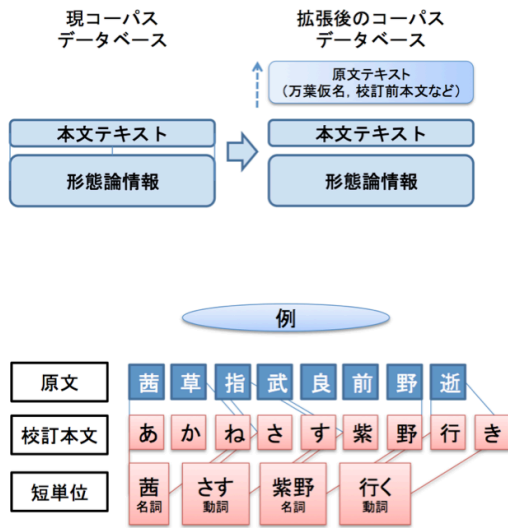 現コーパス
データベース
拡張後のコーパス
データベース
原文テキスト
(万葉仮名, 校訂前本文など)
本文テキスト
本文テキスト
形態論情報
形態論情報
例
原文
茜 草 指 武 良 前 野 逝
校訂本文
あ か ね さ す 紫 野 行 き
短単位
茜 さす 紫野 行く
名詞 動詞 名詞 動詞